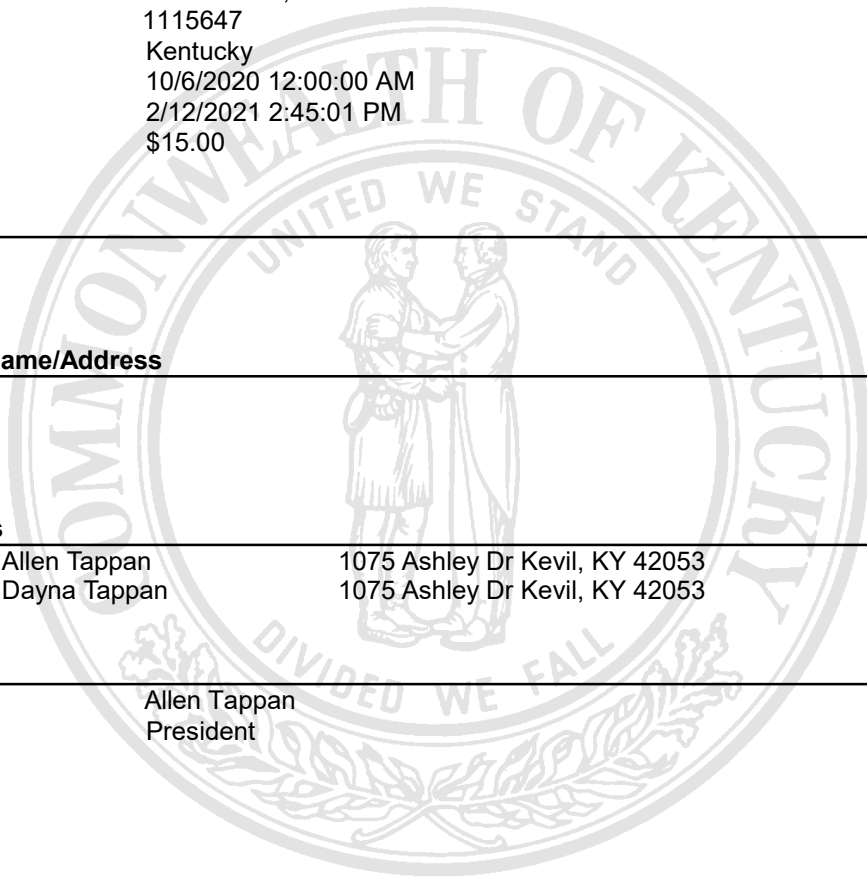 1115647
Kentucky
10/6/2020 12:00:00 AM
2/12/2021 2:45:01 PM
$15.00
COMMONWEALTH OF KENTUCKY
UNITED WE STAND
ame/Address
s
Allen Tappan 1075 Ashley Dr Kevil, KY 42053
Dayna Tappan 1075 Ashley Dr Kevil, KY 42053
DIVIDED WE FALL
Allen Tappan
President